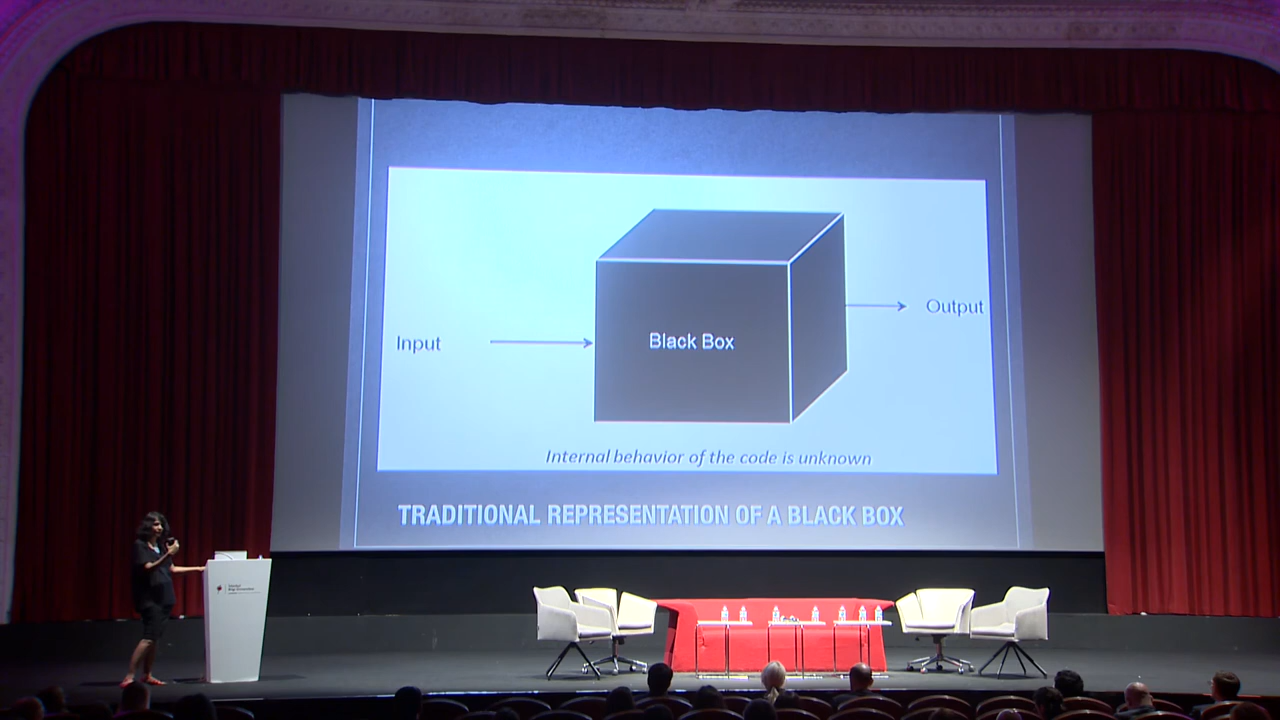 Input
Black Box
Output
Internal behavior of the code is unknown
TRADITIONAL REPRESENTATION OF A BLACK BOX